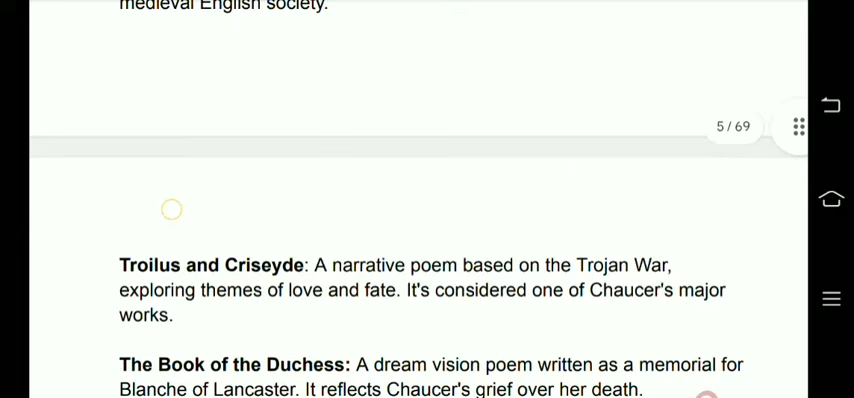 medieval English society.
5 / 69
Troilus and Criseyde: A narrative poem based on the Trojan War,
exploring themes of love and fate. It's considered one of Chaucer's major
works.
The Book of the Duchess: A dream vision poem written as a memorial for
Blanche of Lancaster. It reflects Chaucer's grief over her death.